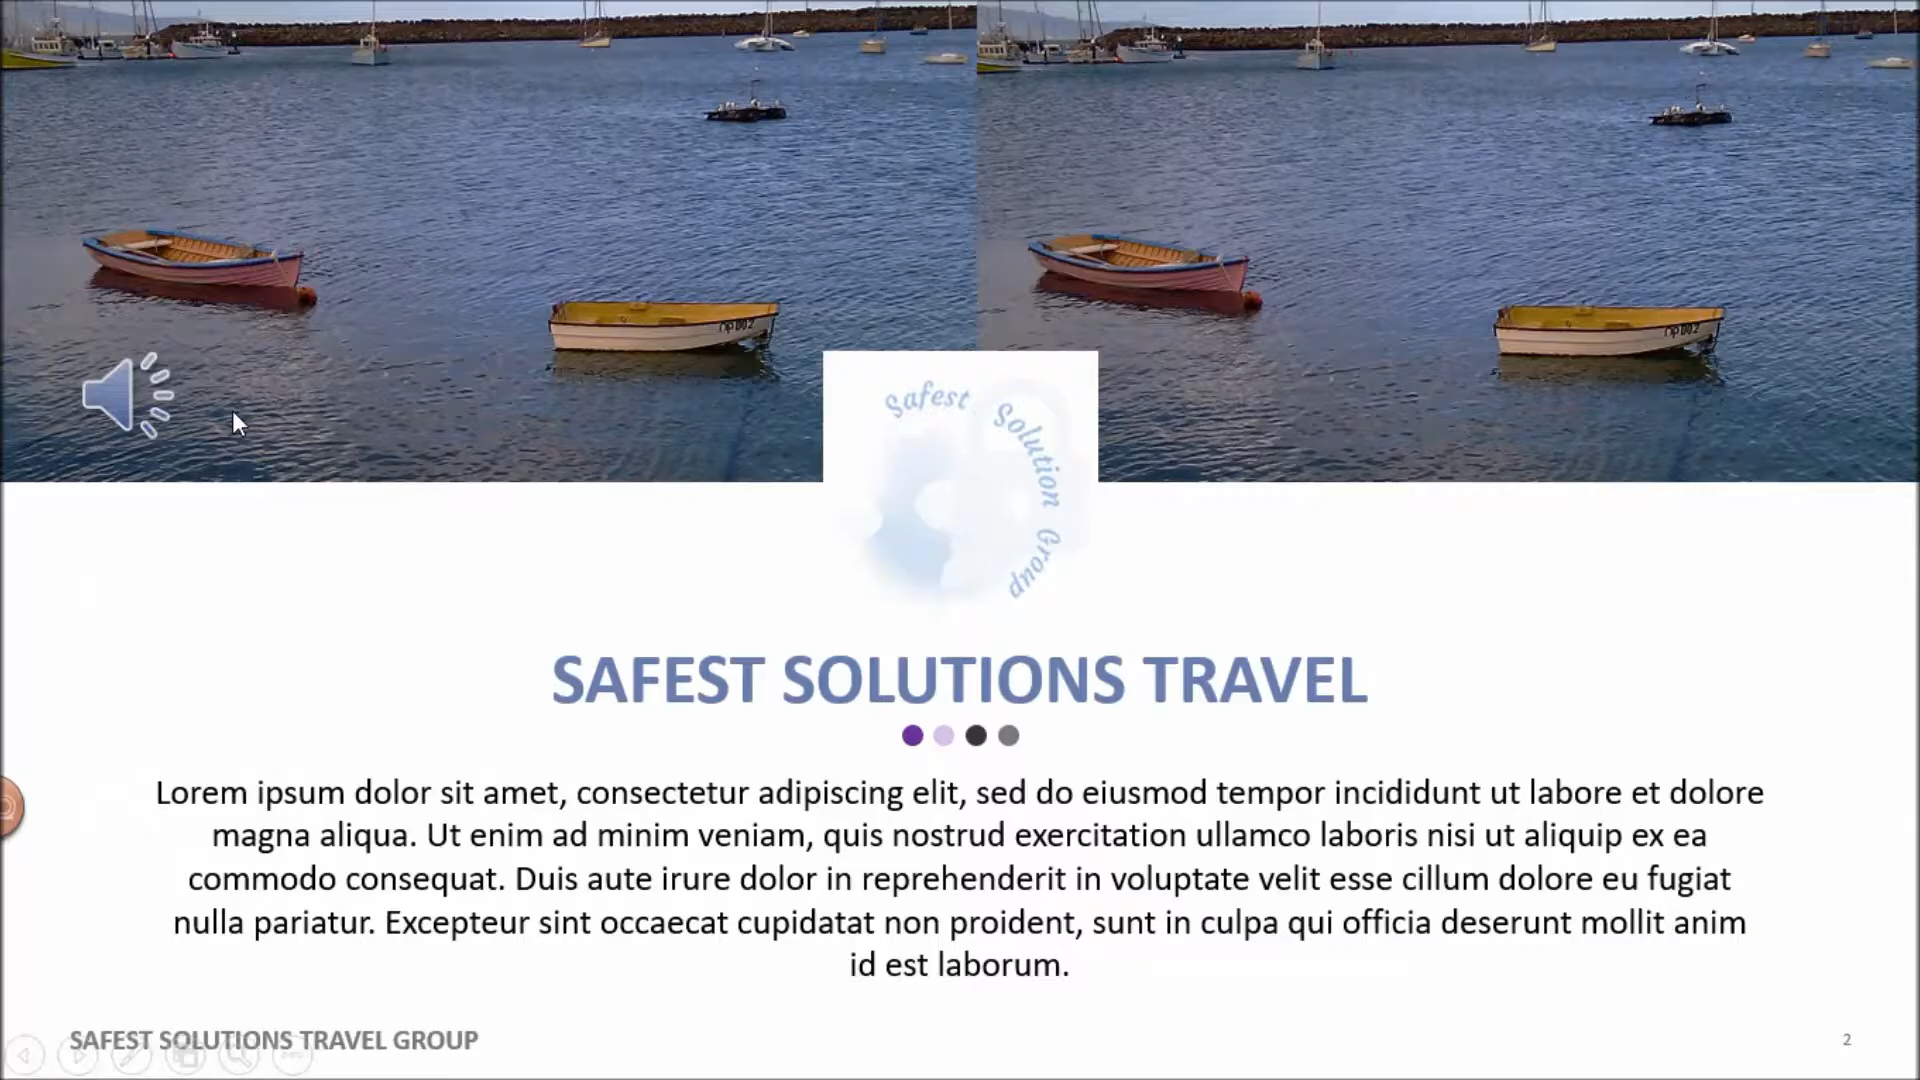 Safest Solution Group
SAFEST SOLUTIONS TRAVEL
Lorem ipsum dolor sit amet, consectetur adipiscing elit, sed do eiusmod tempor incididunt ut labore et dolore
magna aliqua. Ut enim ad minim veniam, quis nostrud exercitation ullamco laboris nisi ut aliquip ex ea
commodo consequat. Duis aute irure dolor in reprehenderit in voluptate velit esse cillum dolore eu fugiat
nulla pariatur. Excepteur sint occaecat cupidatat non proident, sunt in culpa qui officia deserunt mollit anim
id est laborum.
SAFEST SOLUTIONS TRAVEL GROUP
2